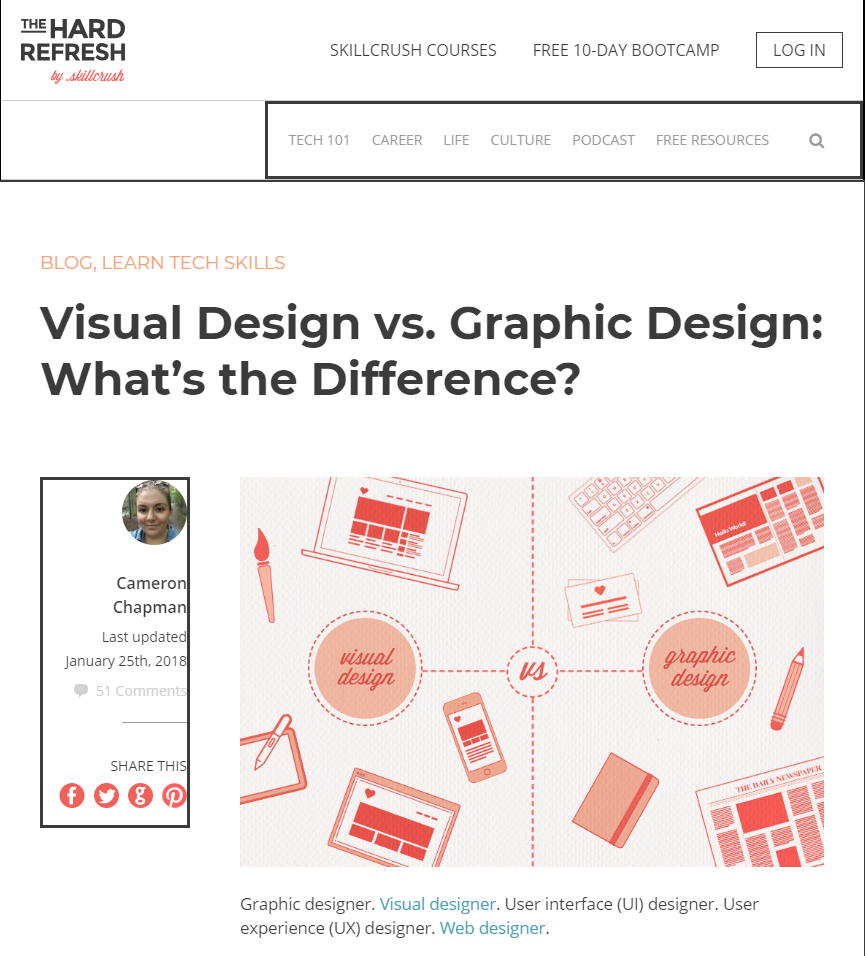 THE HARD
REFRESH
by skillcrush
SKILLCRUSH COURSES FREE 10-DAY BOOTCAMP LOG IN
TECH 101 CAREER LIFE CULTURE PODCAST FREE RESOURCES
BLOG, LEARN TECH SKILLS
Visual Design vs. Graphic Design:
What’s the Difference?
Cameron
Chapman
Last updated
January 25th, 2018
51 Comments
SHARE THIS
Hello World!
visual
design
vs
graphic
design
THE DAILY NEWSPAPER
Graphic designer. Visual designer. User interface (UI) designer. User
experience (UX) designer. Web designer.